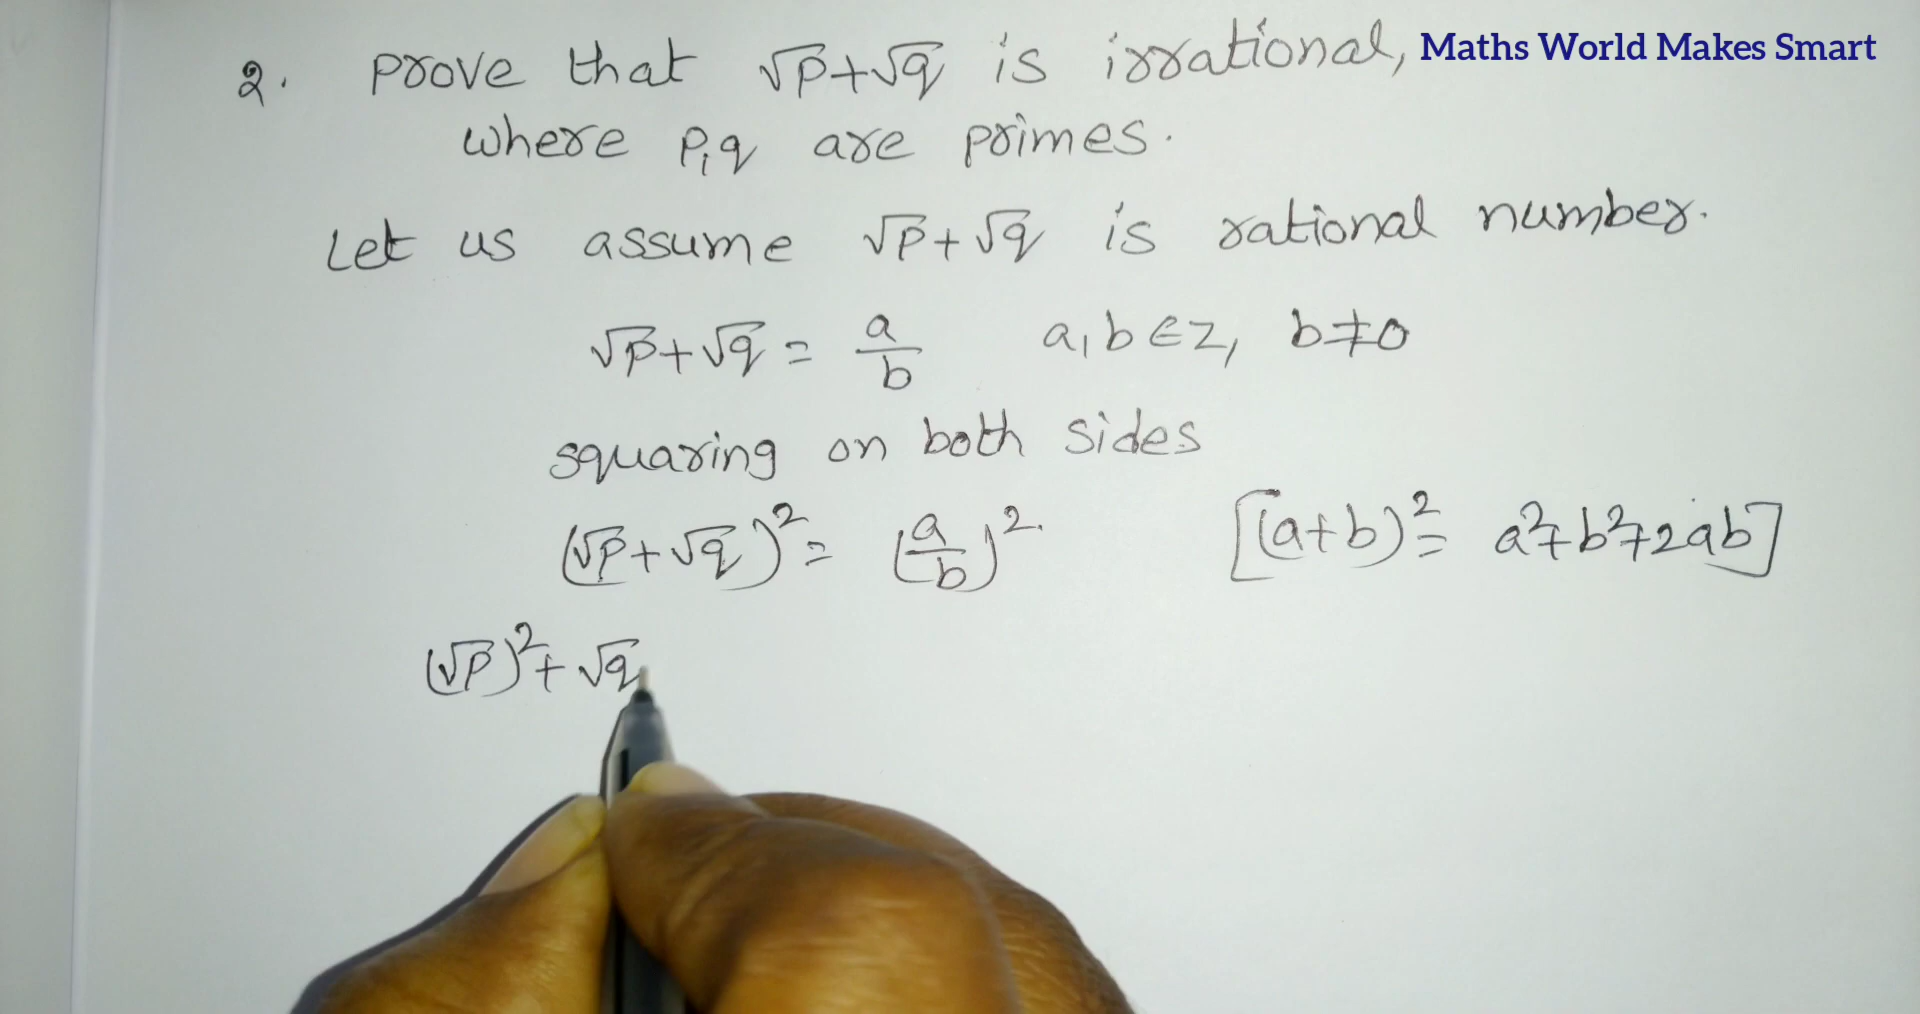 2. Prove that √p+√q is irrational, Maths World Makes Smart
where p,q are primes.
Let us assume √p+√q is rational number.
√p+√q = a/b a,b∈Z, b≠0
squaring on both sides
(√p+√q)²= (a/b)² [(a+b)²= a²+b²+2ab]
(√p)²+√q